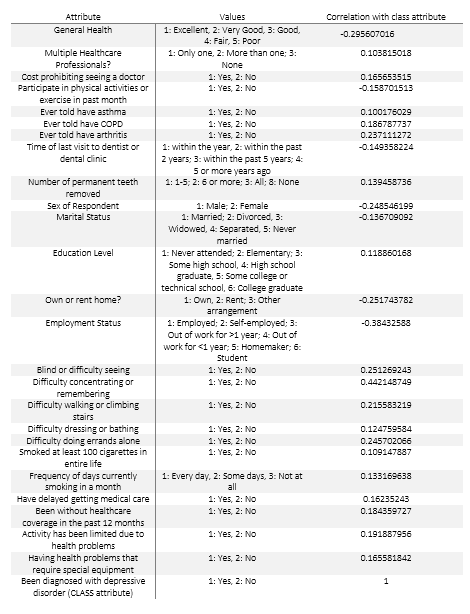 Attribute Values Correlation with class attribute
General Health 1: Excellent, 2: Very Good, 3: Good, -0.295607016
4: Fair, 5: Poor
Multiple Healthcare 1: Only one, 2: More than one; 3: 0.103815018
Professionals? None
Cost prohibiting seeing a doctor 1: Yes, 2: No 0.165653515
Participate in physical activities or 1: Yes, 2: No -0.158701513
exercise in past month
Ever told have asthma 1: Yes, 2: No 0.100176029
Ever told have COPD 1: Yes, 2: No 0.186787737
Ever told have arthritis 1: Yes, 2: No 0.237111272
Time of last visit to dentist or 1: within the year, 2: within the past -0.149358224
dental clinic 2 years; 3: within the past 5 years; 4:
5 or more years ago
Number of permanent teeth 1: 1-5; 2: 6 or more; 3: All; 8: None 0.139458736
removed
Sex of Respondent 1: Male; 2: Female -0.248546199
Marital Status 1: Married; 2: Divorced, 3: -0.136709092
Widowed, 4: Separated, 5: Never
married
Education Level 1: Never attended; 2: Elementary; 3: 0.118860168
Some high school, 4: High school
graduate, 5: Some college or
technical school, 6: College graduate
Own or rent home? 1: Own, 2: Rent; 3: Other -0.251743782
arrangement
Employment Status 1: Employed; 2: Self-employed; 3: -0.38432588
Out of work for >1 year; 4: Out of
work for <1 year; 5: Homemaker; 6:
Student
Blind or difficulty seeing 1: Yes, 2: No 0.251269243
Difficulty concentrating or 1: Yes, 2: No 0.442148749
remembering
Difficulty walking or climbing 1: Yes, 2: No 0.215583219
stairs
Difficulty dressing or bathing 1: Yes, 2: No 0.124759584
Difficulty doing errands alone 1: Yes, 2: No 0.245702066
Smoked at least 100 cigarettes in 1: Yes, 2: No 0.109147887
entire life
Frequency of days currently 1: Every day, 2: Some days, 3: Not at 0.133169638
smoking in a month all
Have delayed getting medical care 1: Yes, 2: No 0.16235243
Been without healthcare 1: Yes, 2: No 0.184359727
coverage in the past 12 months
Activity has been limited due to 1: Yes, 2: No 0.191887956
health problems
Having health problems that 1: Yes, 2: No 0.165581842
require special equipment
Been diagnosed with depressive 1: Yes, 2: No 1
disorder (CLASS attribute)